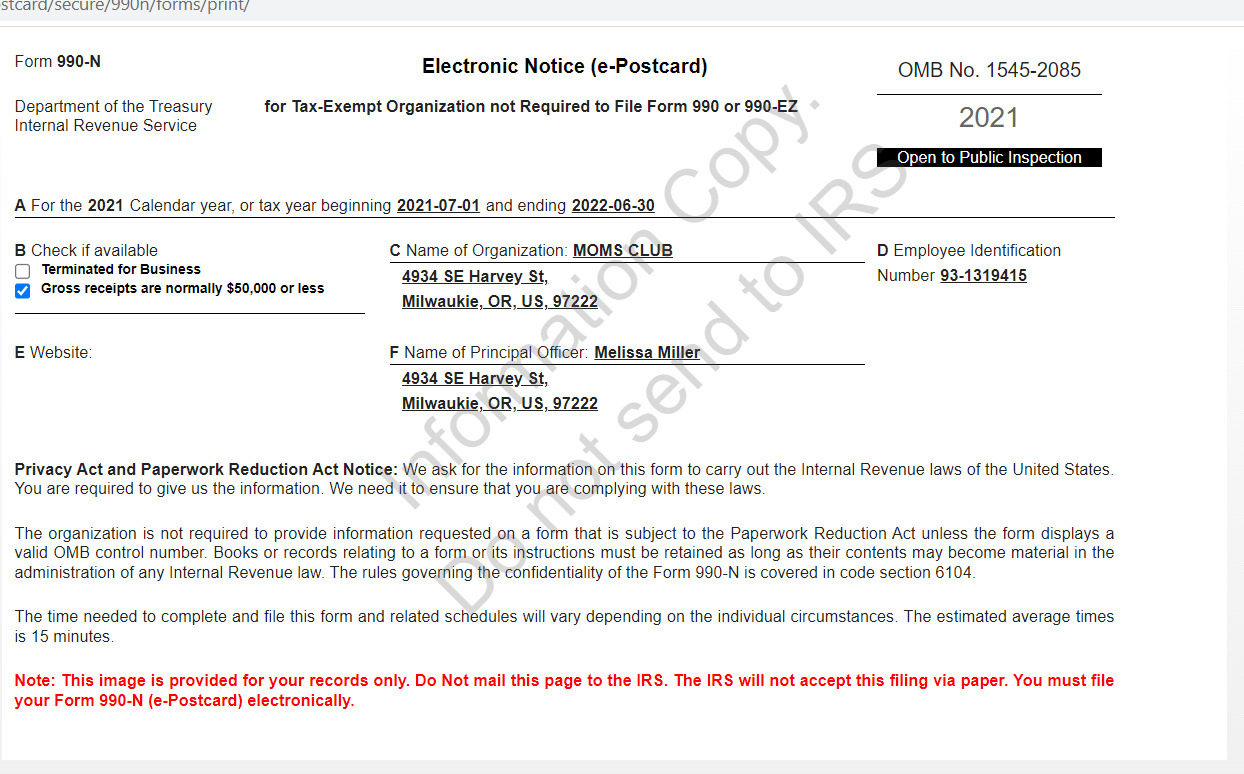 stcard/secure/990n/forms/print/
Form 990-N
Electronic Notice (e-Postcard)
OMB No. 1545-2085
Department of the Treasury
Internal Revenue Service
for Tax-Exempt Organization not Required to File Form 990 or 990-EZ
2021
Open to Public Inspection
A For the 2021 Calendar year, or tax year beginning 2021-07-01 and ending 2022-06-30
B Check if available
Terminated for Business
Gross receipts are normally $50,000 or less
C Name of Organization: MOMS CLUB
4934 SE Harvey St,
Milwaukie, OR, US, 97222
D Employee Identification
Number 93-1319415
E Website:
F Name of Principal Officer: Melissa Miller
4934 SE Harvey St,
Milwaukie, OR, US, 97222
Privacy Act and Paperwork Reduction Act Notice: We ask for the information on this form to carry out the Internal Revenue laws of the United States.
You are required to give us the information. We need it to ensure that you are complying with these laws.
The organization is not required to provide information requested on a form that is subject to the Paperwork Reduction Act unless the form displays a
valid OMB control number. Books or records relating to a form or its instructions must be retained as long as their contents may become material in the
administration of any Internal Revenue law. The rules governing the confidentiality of the Form 990-N is covered in code section 6104.
The time needed to complete and file this form and related schedules will vary depending on the individual circumstances. The estimated average times
is 15 minutes.
Note: This image is provided for your records only. Do Not mail this page to the IRS. The IRS will not accept this filing via paper. You must file
your Form 990-N (e-Postcard) electronically.
Information Copy.
Do not send to IRS